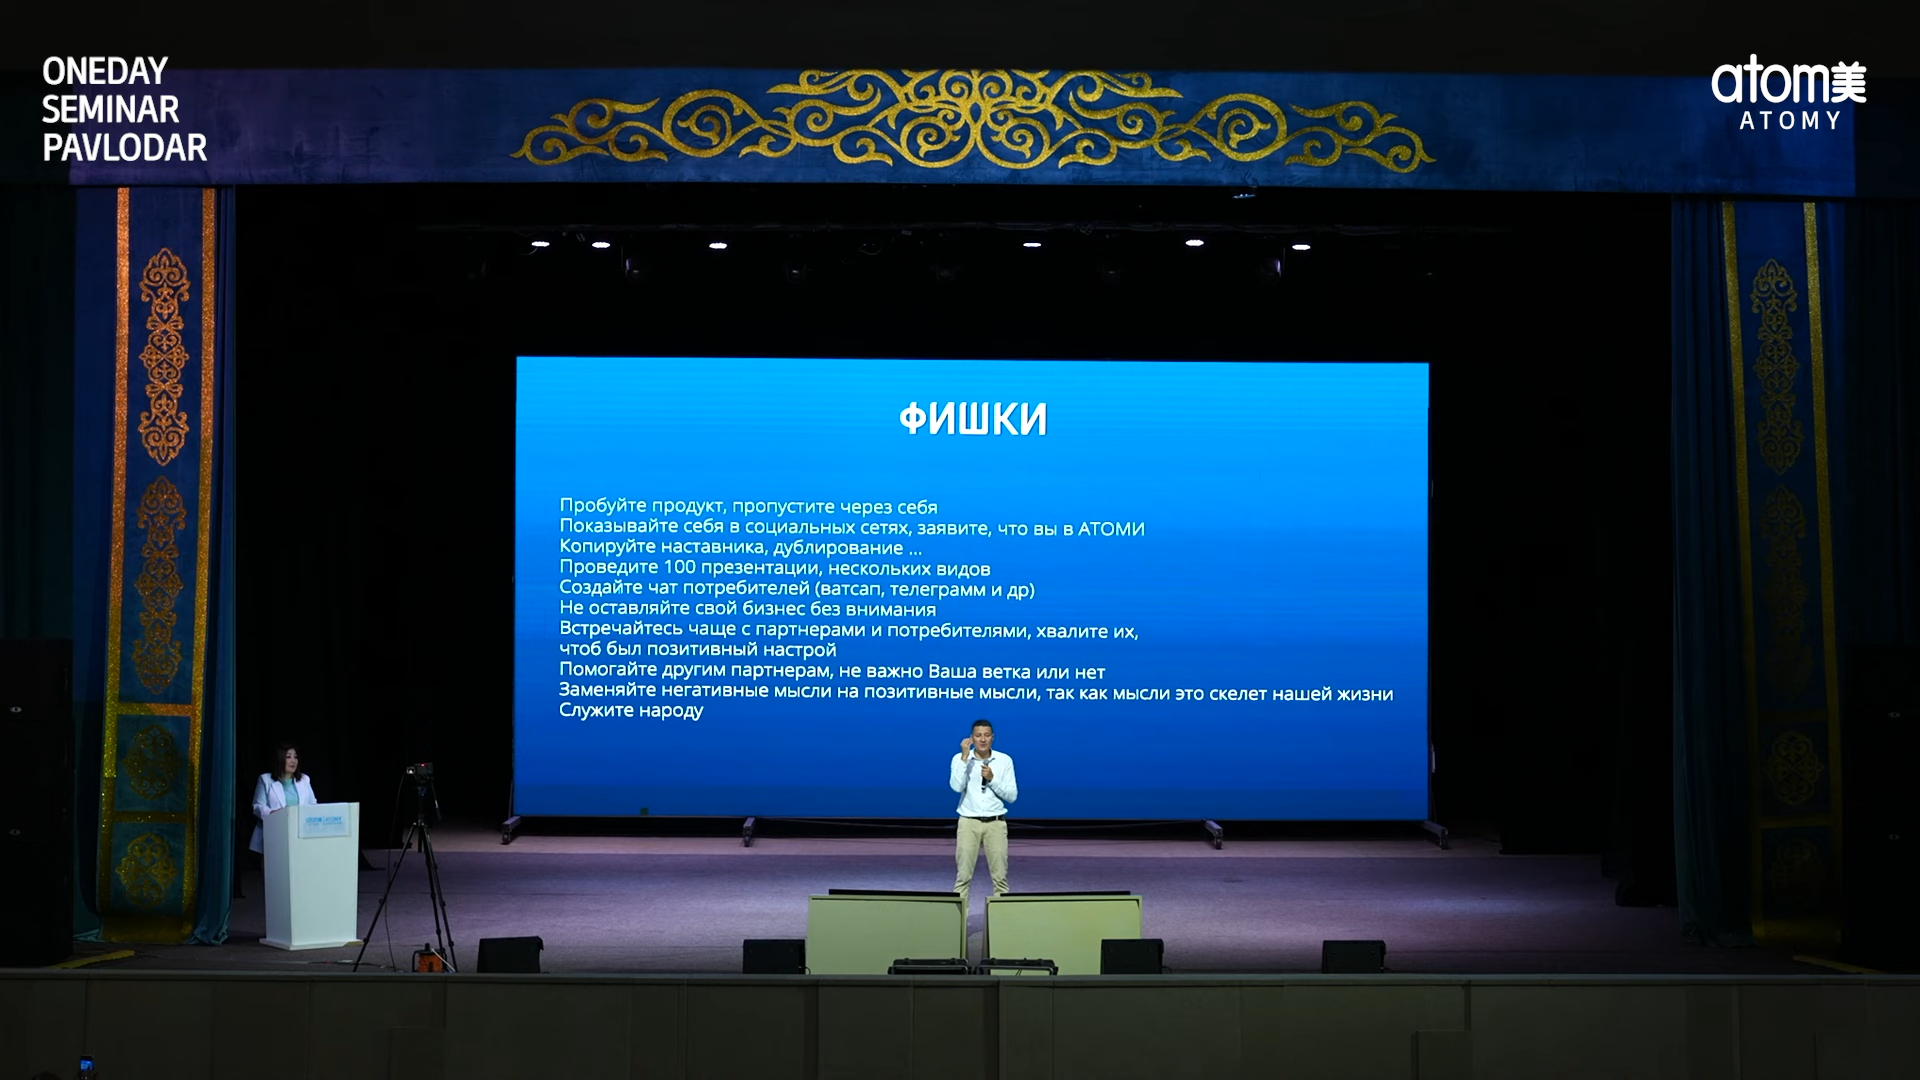 ONEDAY
SEMINAR
PAVLODAR
atom美
ATOMY
ФИШКИ
Пробуйте продукт, пропустите через себя
Показывайте себя в социальных сетях, заявите, что вы в АТОМИ
Копируйте наставника, дублирование ...
Проведите 100 презентации, нескольких видов
Создайте чат потребителей (ватсап, телеграмм и др)
Не оставляйте свой бизнес без внимания
Встречайтесь чаще с партнерами и потребителями, хвалите их,
чтоб был позитивный настрой
Помогайте другим партнерам, не важно Ваша ветка или нет
Заменяйте негативные мысли на позитивные мысли, так как мысли это скелет нашей жизни
Служите народу